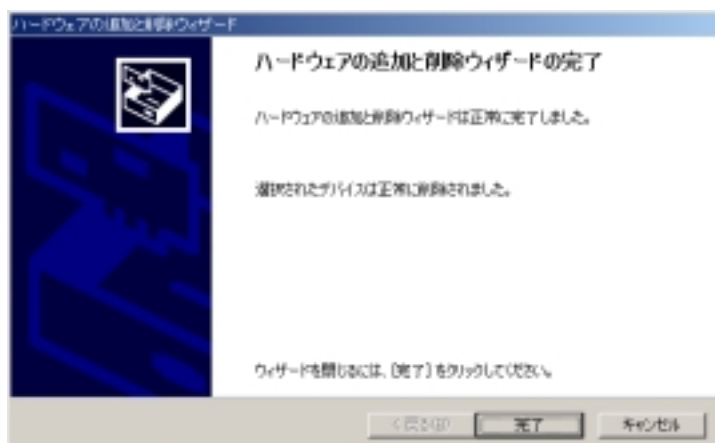 ハードウェアの追加と削除ウィザード
ハードウェアの追加と削除ウィザードの完了
ハードウェアの追加と削除ウィザードは正常に完了しました。
選択されたデバイスは正常に削除されました。
ウィザードを閉じるには、[完了] をクリックしてください。
< 戻る(B) 完了 キャンセル